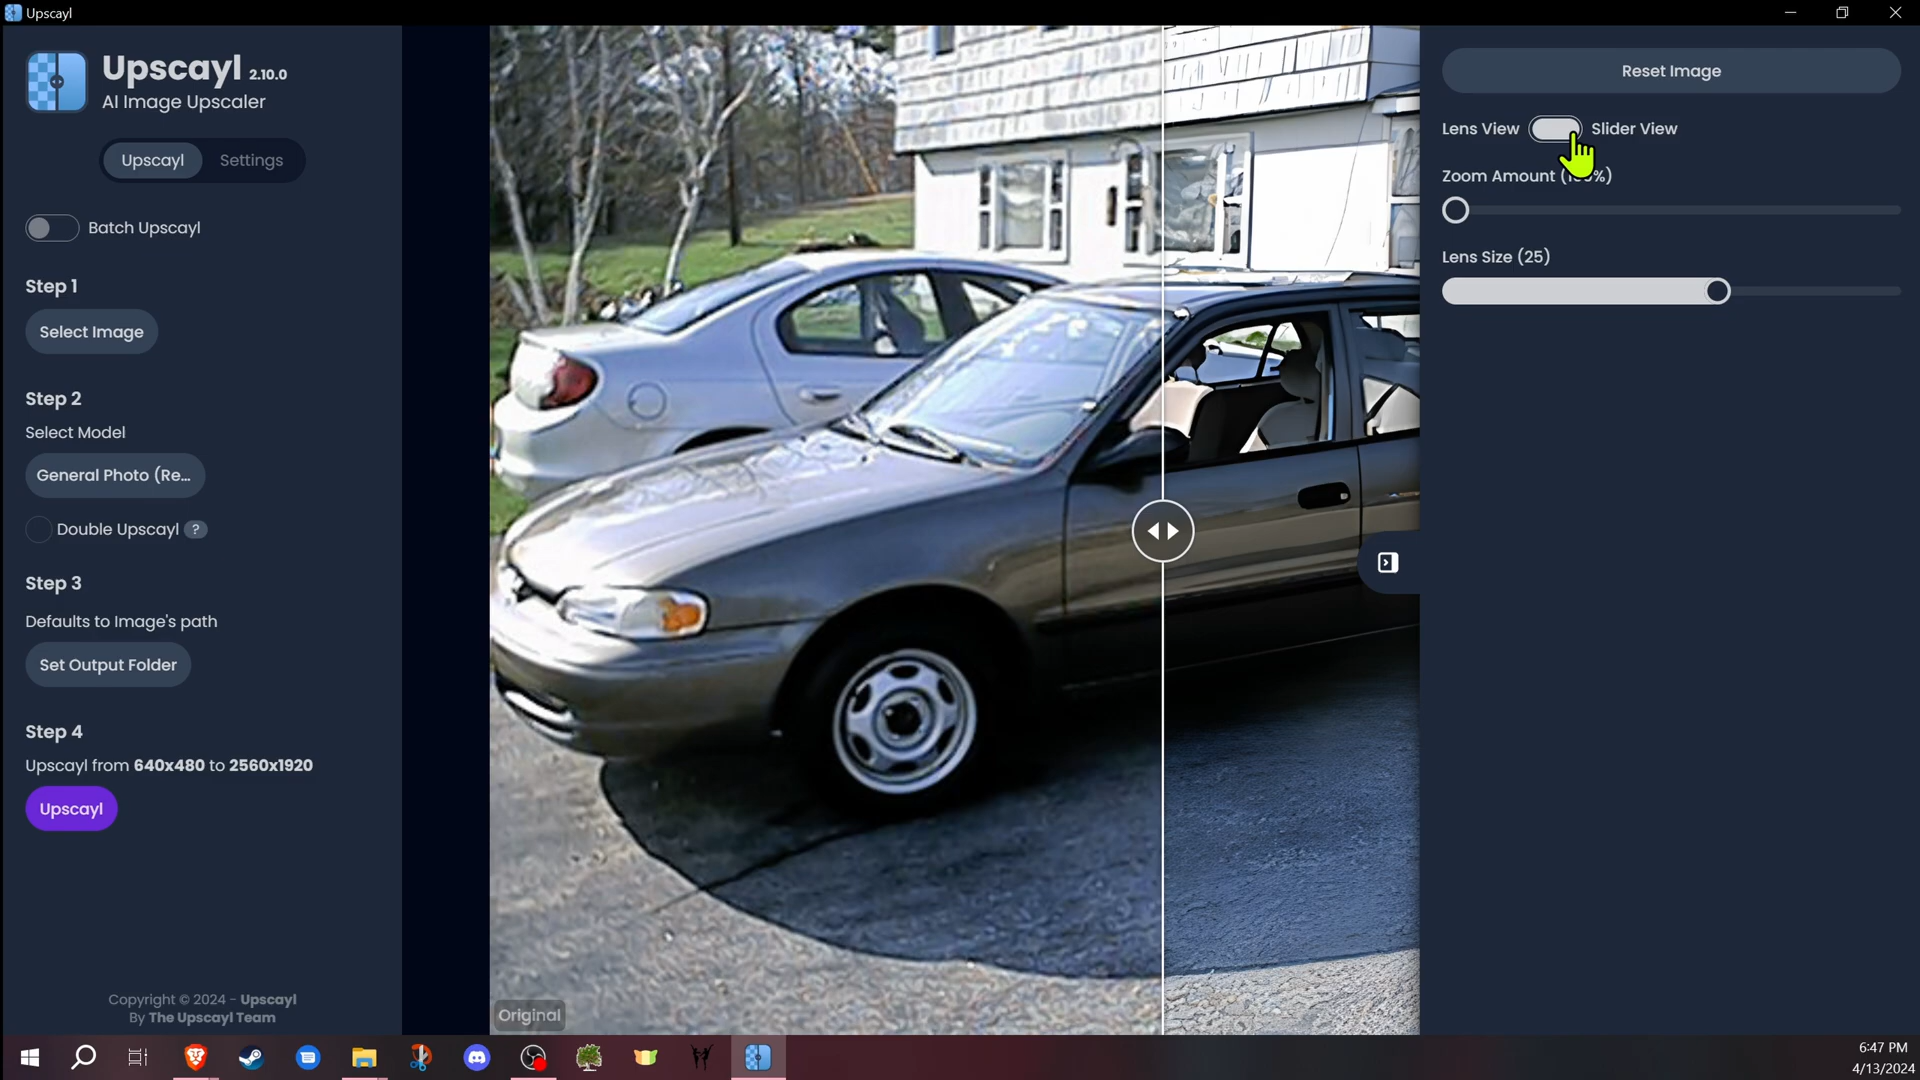 Upscayl
Upscayl 2.10.0
AI Image Upscaler
Upscayl Settings
Batch Upscayl
Step 1
Select Image
Step 2
Select Model
General Photo (Re...
Double Upscayl ?
Step 3
Defaults to Image's path
Set Output Folder
Step 4
Upscayl from 640x480 to 2560x1920
Upscayl
Copyright © 2024 - Upscayl
By The Upscayl Team
Original
Reset Image
Lens View Slider View
Zoom Amount
Lens Size (25)
6:47 PM
4/13/2024